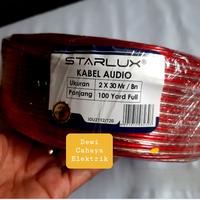 STARLUX
KABEL AUDIO
Ukuran : 2 X 30 Mr / Bn
Panjang : 100 Yard Full
Dewi
Cahaya
Elektrik